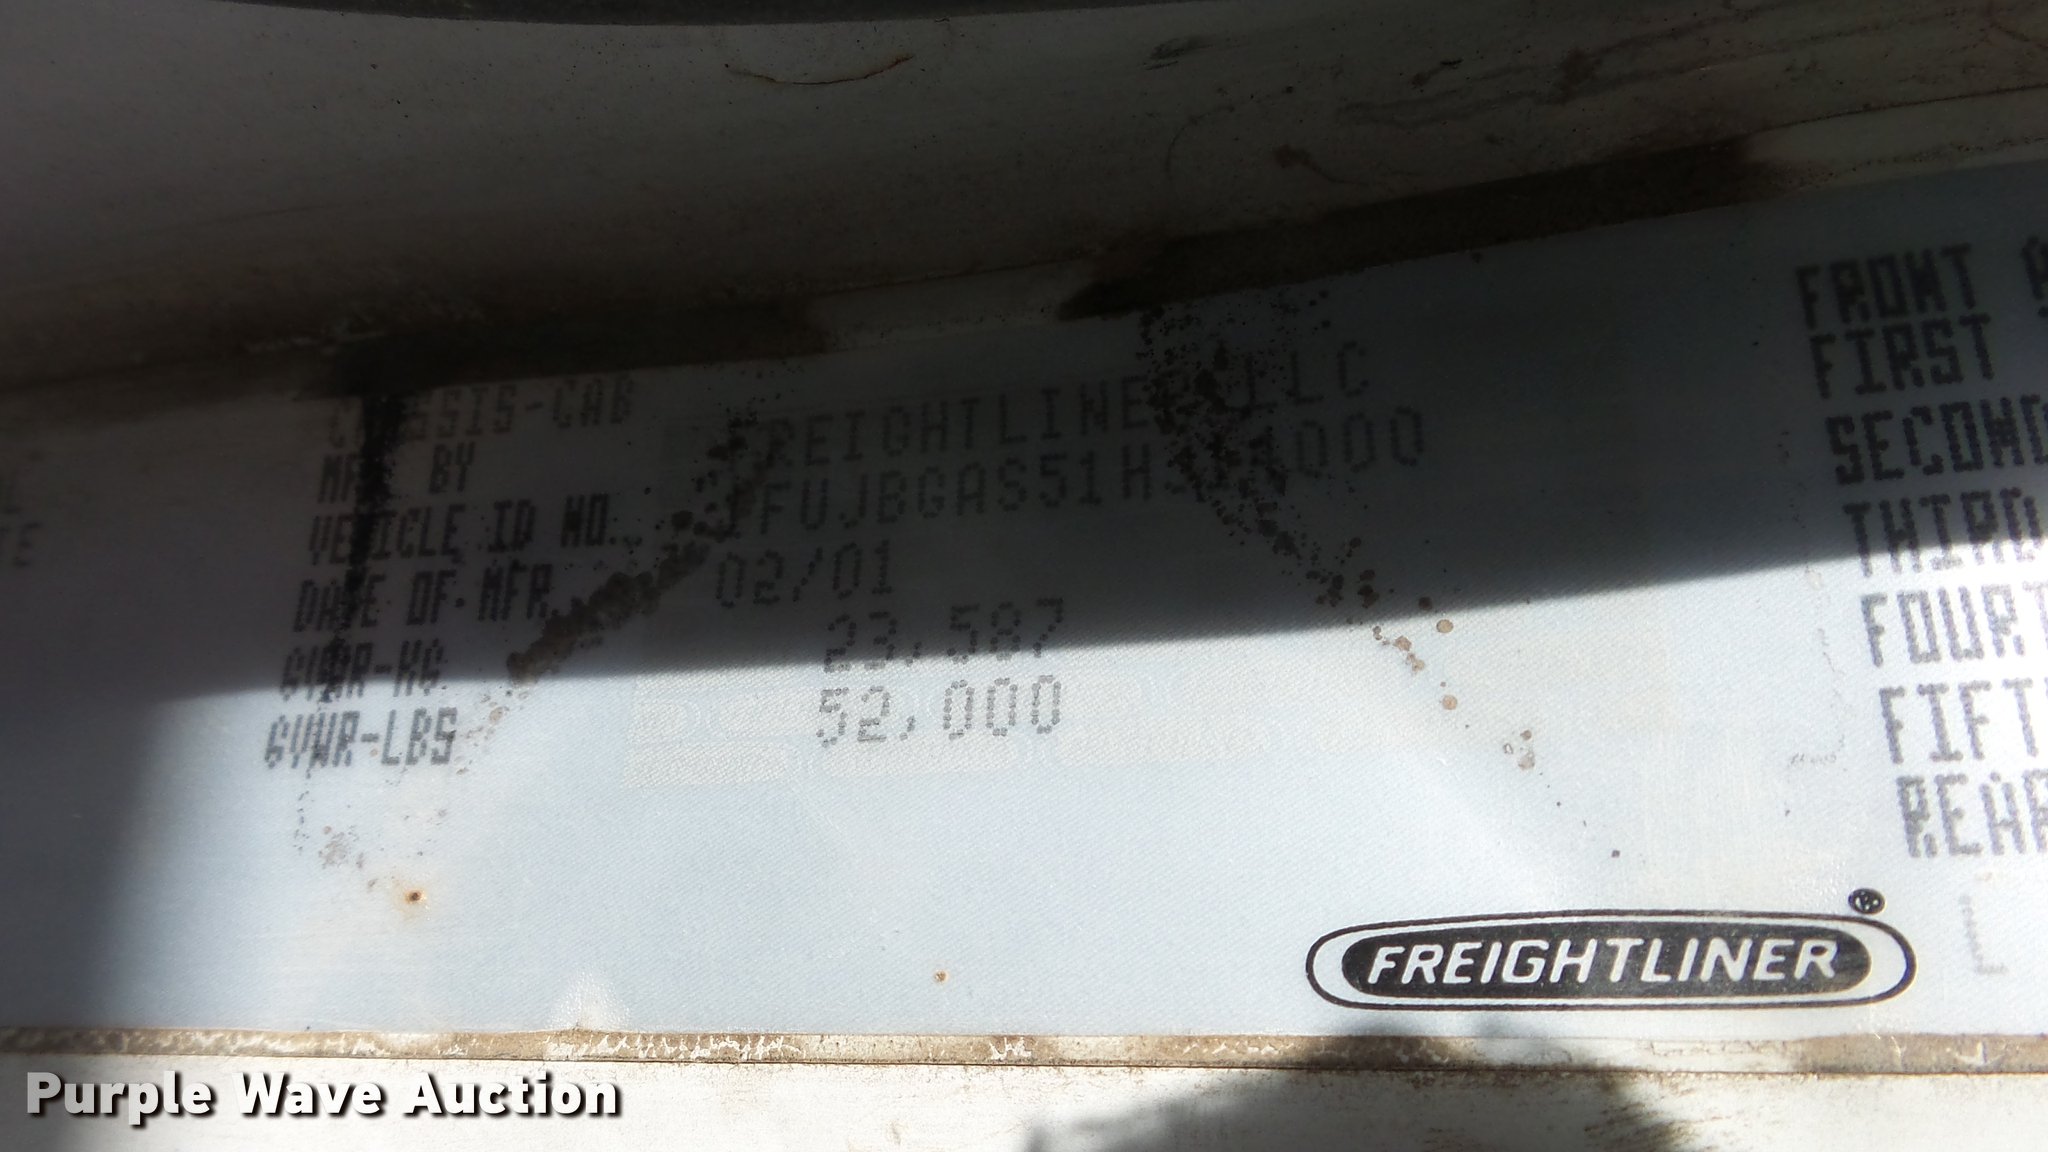 CHASSIS-CAB
MFD BY FREIGHTLINER LLC
VEHICLE ID NO.
DATE OF MFR. 02/01
GVWR-KG 23,587
GVWR-LBS 52,000
FRONT
FIRST
SECOND
THIRD
FOURT
FIFT
REAR
FREIGHTLINER®
Purple Wave Auction